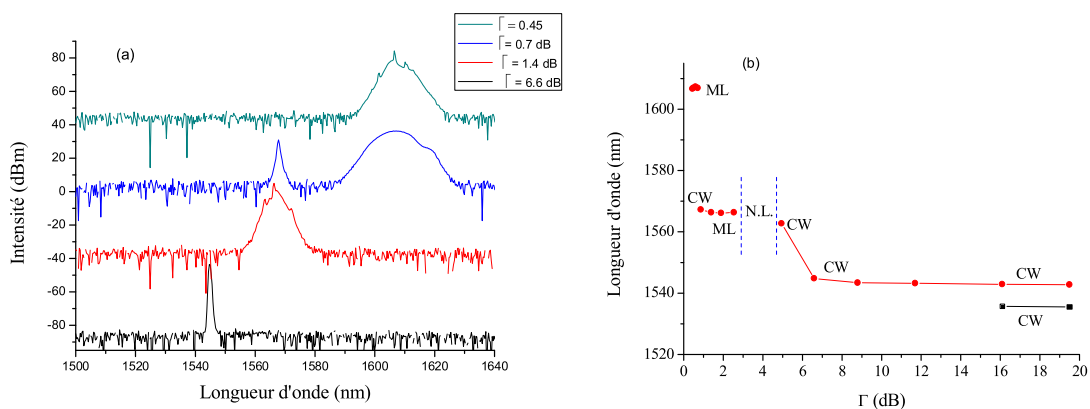 (a)
Γ = 0.45
Γ = 0.7 dB
Γ = 1.4 dB
Γ = 6.6 dB
Intensité (dBm)
80
60
40
20
0
-20
-40
-60
-80
1500 1520 1540 1560 1580 1600 1620 1640
Longueur d'onde (nm)
(b)
Longueur d'onde (nm)
1600
1580
1560
1540
1520
ML
CW
ML
N.L.
CW
CW
CW
CW
0 2 4 6 8 10 12 14 16 18 20
Γ (dB)